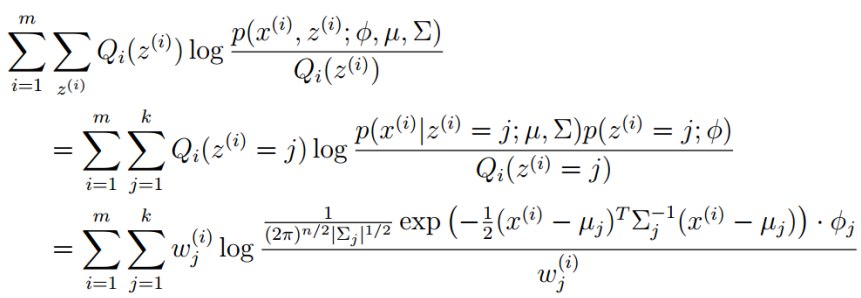 \sum_{i=1}^{m} \sum_{z^{(i)}} Q_i(z^{(i)}) \log \frac{p(x^{(i)}, z^{(i)}; \phi, \mu, \Sigma)}{Q_i(z^{(i)})}
= \sum_{i=1}^{m} \sum_{j=1}^{k} Q_i(z^{(i)} = j) \log \frac{p(x^{(i)}|z^{(i)} = j; \mu, \Sigma)p(z^{(i)} = j; \phi)}{Q_i(z^{(i)} = j)}
= \sum_{i=1}^{m} \sum_{j=1}^{k} w_j^{(i)} \log \frac{\frac{1}{(2\pi)^{n/2}|\Sigma_j|^{1/2}} \exp\left(-\frac{1}{2}(x^{(i)} - \mu_j)^T \Sigma_j^{-1}(x^{(i)} - \mu_j)\right) \cdot \phi_j}{w_j^{(i)}}